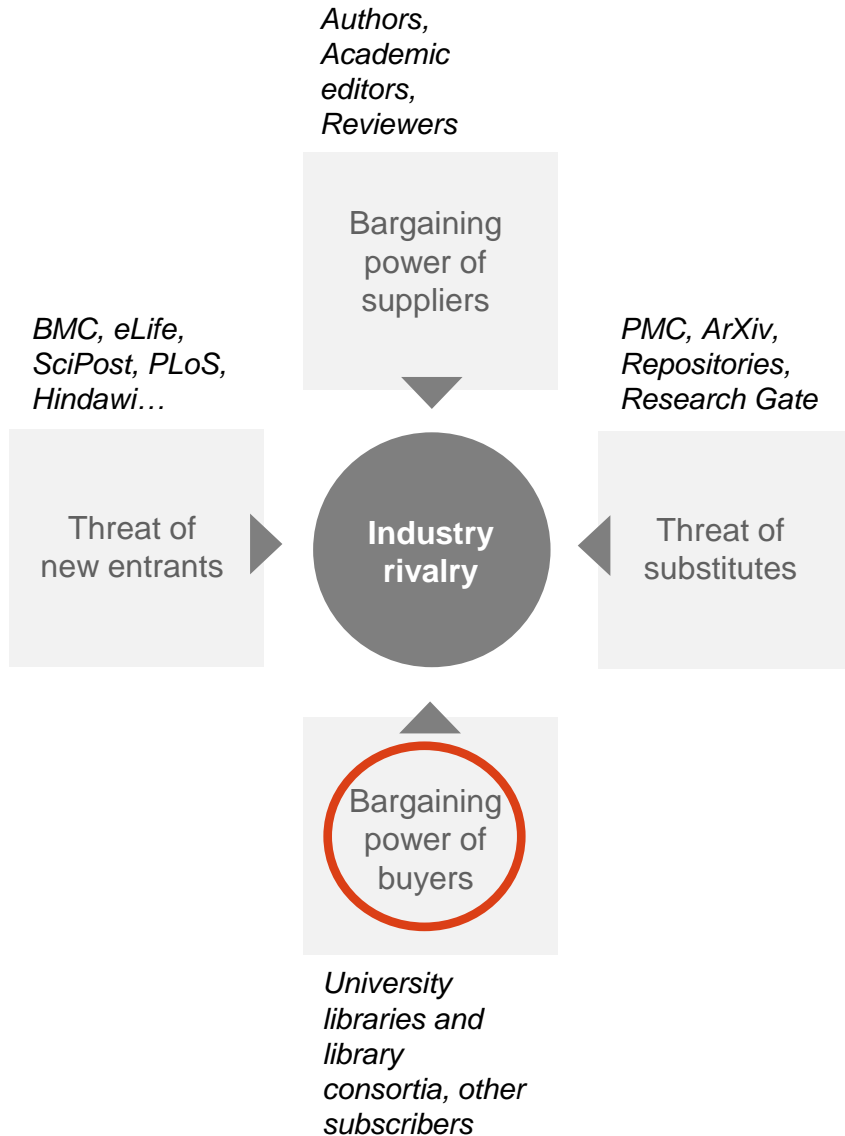 Authors,
Academic
editors,
Reviewers
Bargaining
power of
suppliers
BMC, eLife,
SciPost, PLoS,
Hindawi…
PMC, ArXiv,
Repositories,
Research Gate
Threat of
new entrants
Industry
rivalry
Threat of
substitutes
Bargaining
power of
buyers
University
libraries and
library
consortia, other
subscribers